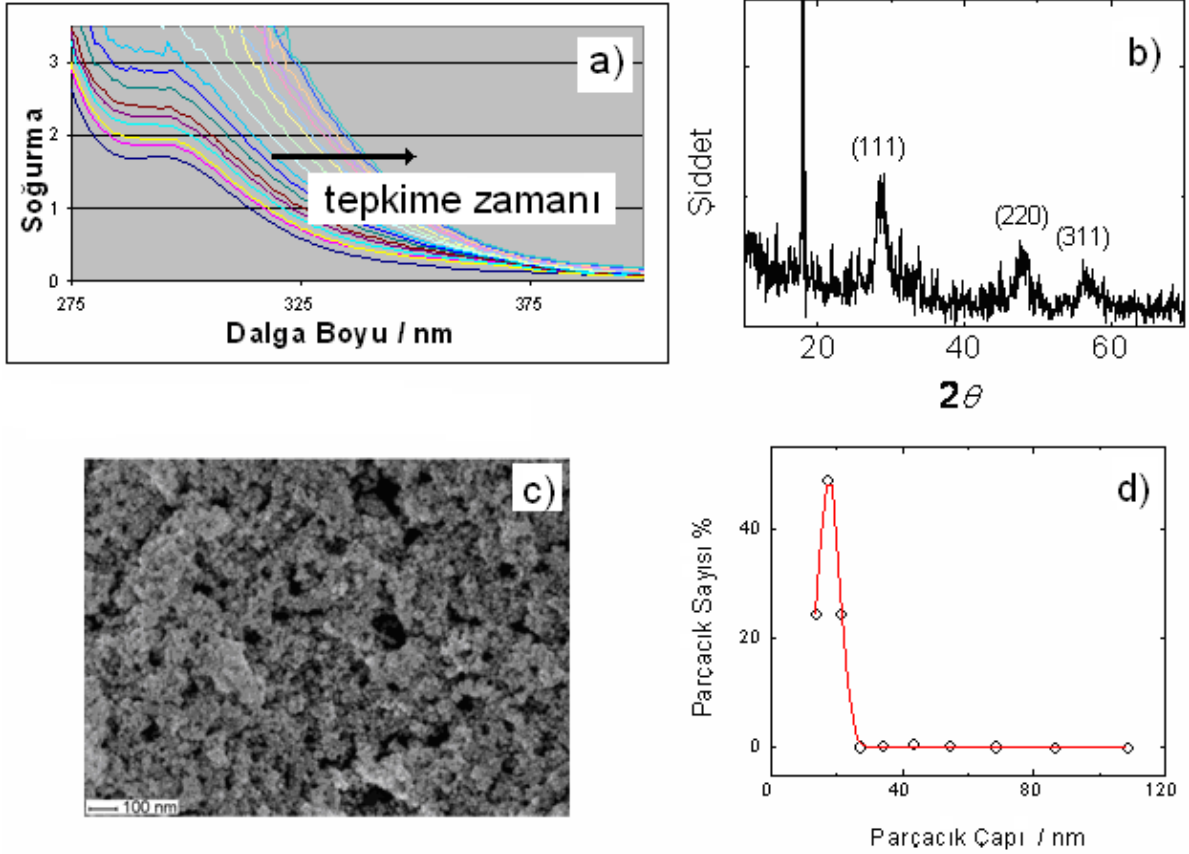 a)
Soğurma
3
2
1
0
tepkime zamanı
275 325 375
Dalga Boyu / nm
b)
Şiddet
(111)
(220)
(311)
20 40 60
2θ
c)
100 nm
d)
Parçacık Sayısı %
40
20
0
0 40 80 120
Parçacık Çapı / nm